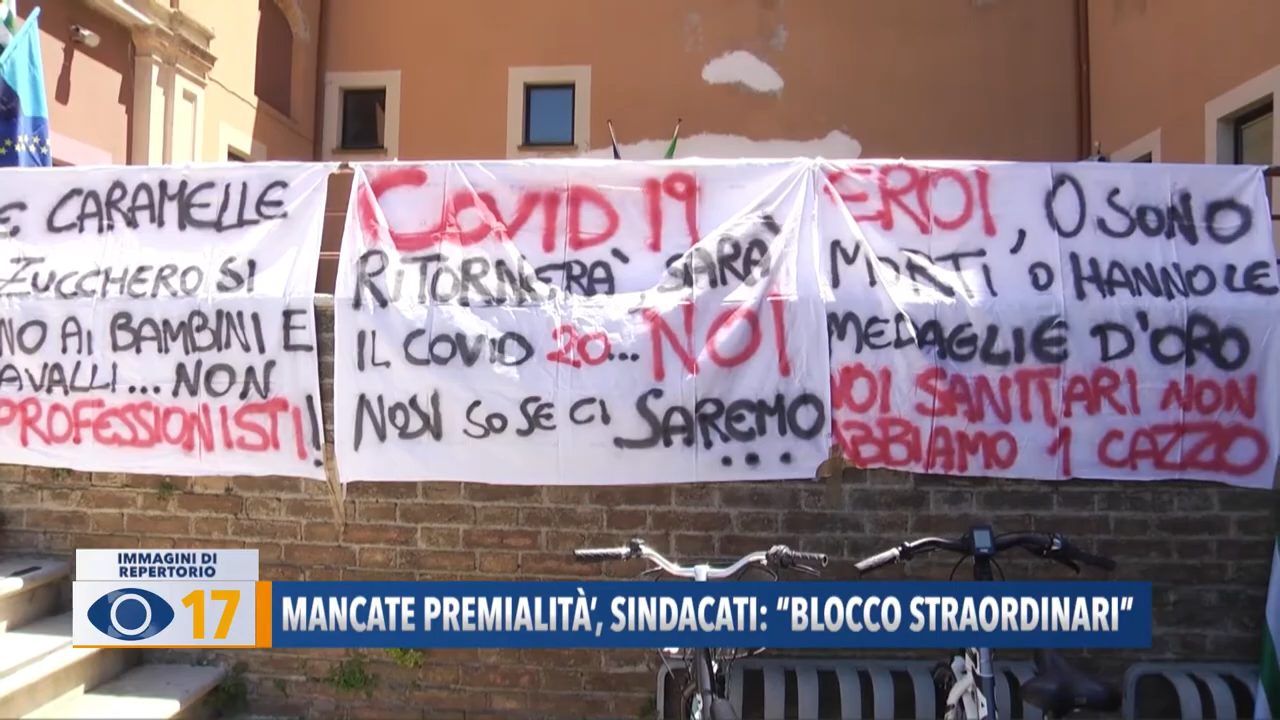 E CARAMELLE
ZUCCHERO SI
NO AI BAMBINI E
AVALLI... NON
PROFESSIONISTI!
COVID 19
RITORNERÀ, SARÀ
IL COVID 20... NOI
NON SO SE CI SAREMO...
EROI, O SONO
MORTI O HANNO LE
MEDAGLIE D'ORO
NOI SANITARI NON
ABBIAMO 1 CAZZO
IMMAGINI DI
REPERTORIO
17
MANCATE PREMIALITÀ', SINDACATI: "BLOCCO STRAORDINARI"